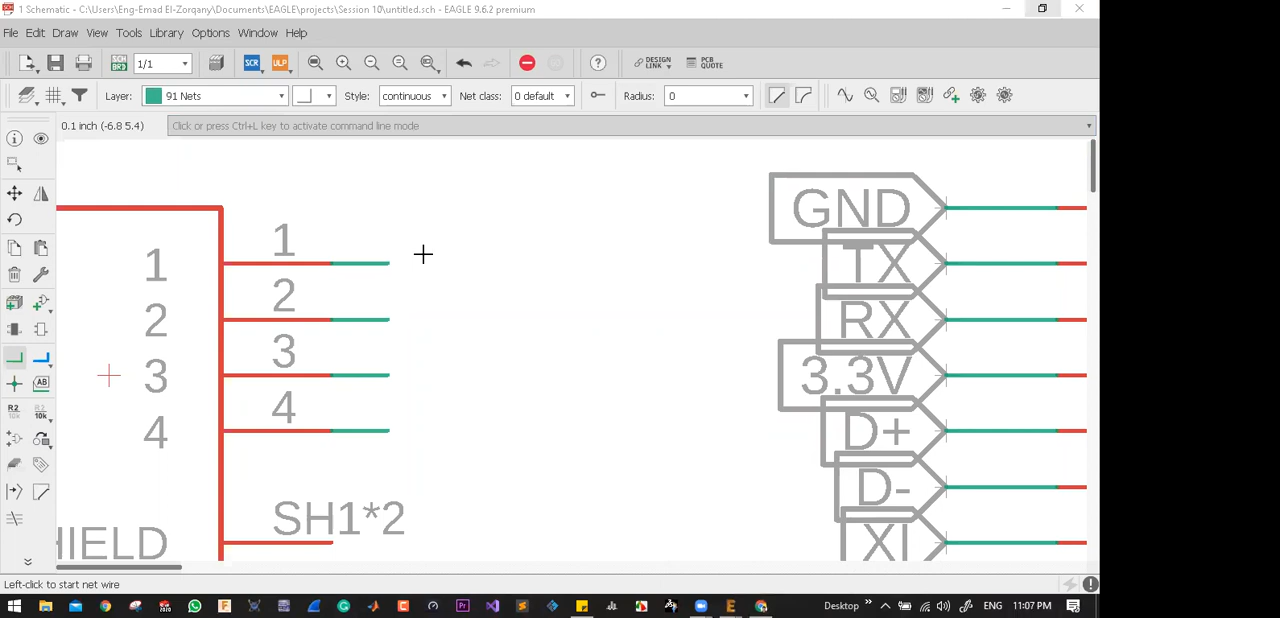 1 Schematic - C:\Users\Eng-Emad El-Zorqany\Documents\EAGLE\projects\Session 10\untitled.sch - EAGLE 9.6.2 premium
File Edit Draw View Tools Library Options Window Help
SCH BRD 1/1 SCR ULP DESIGN LINK PCB QUOTE
Layer: 91 Nets Style: continuous Net class: 0 default Radius: 0
0.1 inch (-6.8 5.4) Click or press Ctrl+L key to activate command line mode
GND
1 1 TX
2 2 RX
3 3 3.3V
4 4 D+
D-
SH1*2
HIELD XI
Left-click to start net wire
Desktop ENG 11:07 PM